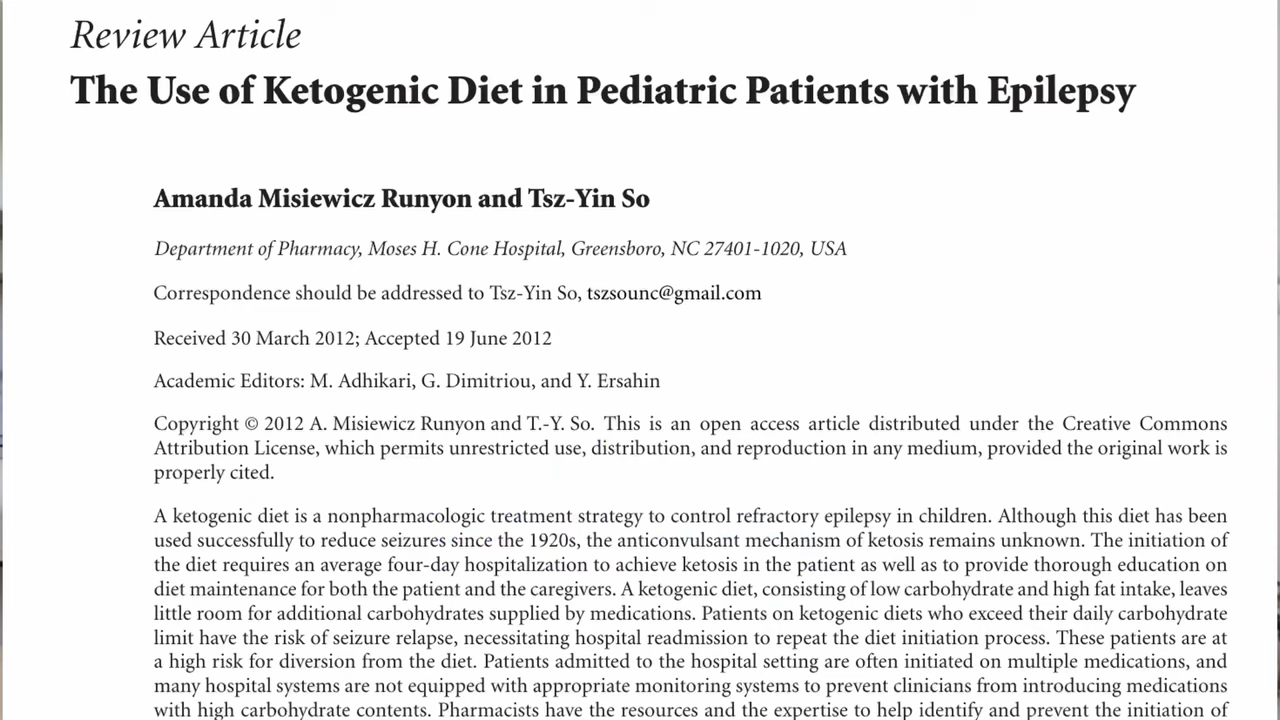 Review Article
The Use of Ketogenic Diet in Pediatric Patients with Epilepsy
Amanda Misiewicz Runyon and Tsz-Yin So
Department of Pharmacy, Moses H. Cone Hospital, Greensboro, NC 27401-1020, USA
Correspondence should be addressed to Tsz-Yin So, tszsounc@gmail.com
Received 30 March 2012; Accepted 19 June 2012
Academic Editors: M. Adhikari, G. Dimitriou, and Y. Ersahin
Copyright © 2012 A. Misiewicz Runyon and T.-Y. So. This is an open access article distributed under the Creative Commons
Attribution License, which permits unrestricted use, distribution, and reproduction in any medium, provided the original work is
properly cited.
A ketogenic diet is a nonpharmacologic treatment strategy to control refractory epilepsy in children. Although this diet has been
used successfully to reduce seizures since the 1920s, the anticonvulsant mechanism of ketosis remains unknown. The initiation of
the diet requires an average four-day hospitalization to achieve ketosis in the patient as well as to provide thorough education on
diet maintenance for both the patient and the caregivers. A ketogenic diet, consisting of low carbohydrate and high fat intake, leaves
little room for additional carbohydrates supplied by medications. Patients on ketogenic diets who exceed their daily carbohydrate
limit have the risk of seizure relapse, necessitating hospital readmission to repeat the diet initiation process. These patients are at
a high risk for diversion from the diet. Patients admitted to the hospital setting are often initiated on multiple medications, and
many hospital systems are not equipped with appropriate monitoring systems to prevent clinicians from introducing medications
with high carbohydrate contents. Pharmacists have the resources and the expertise to help identify and prevent the initiation of